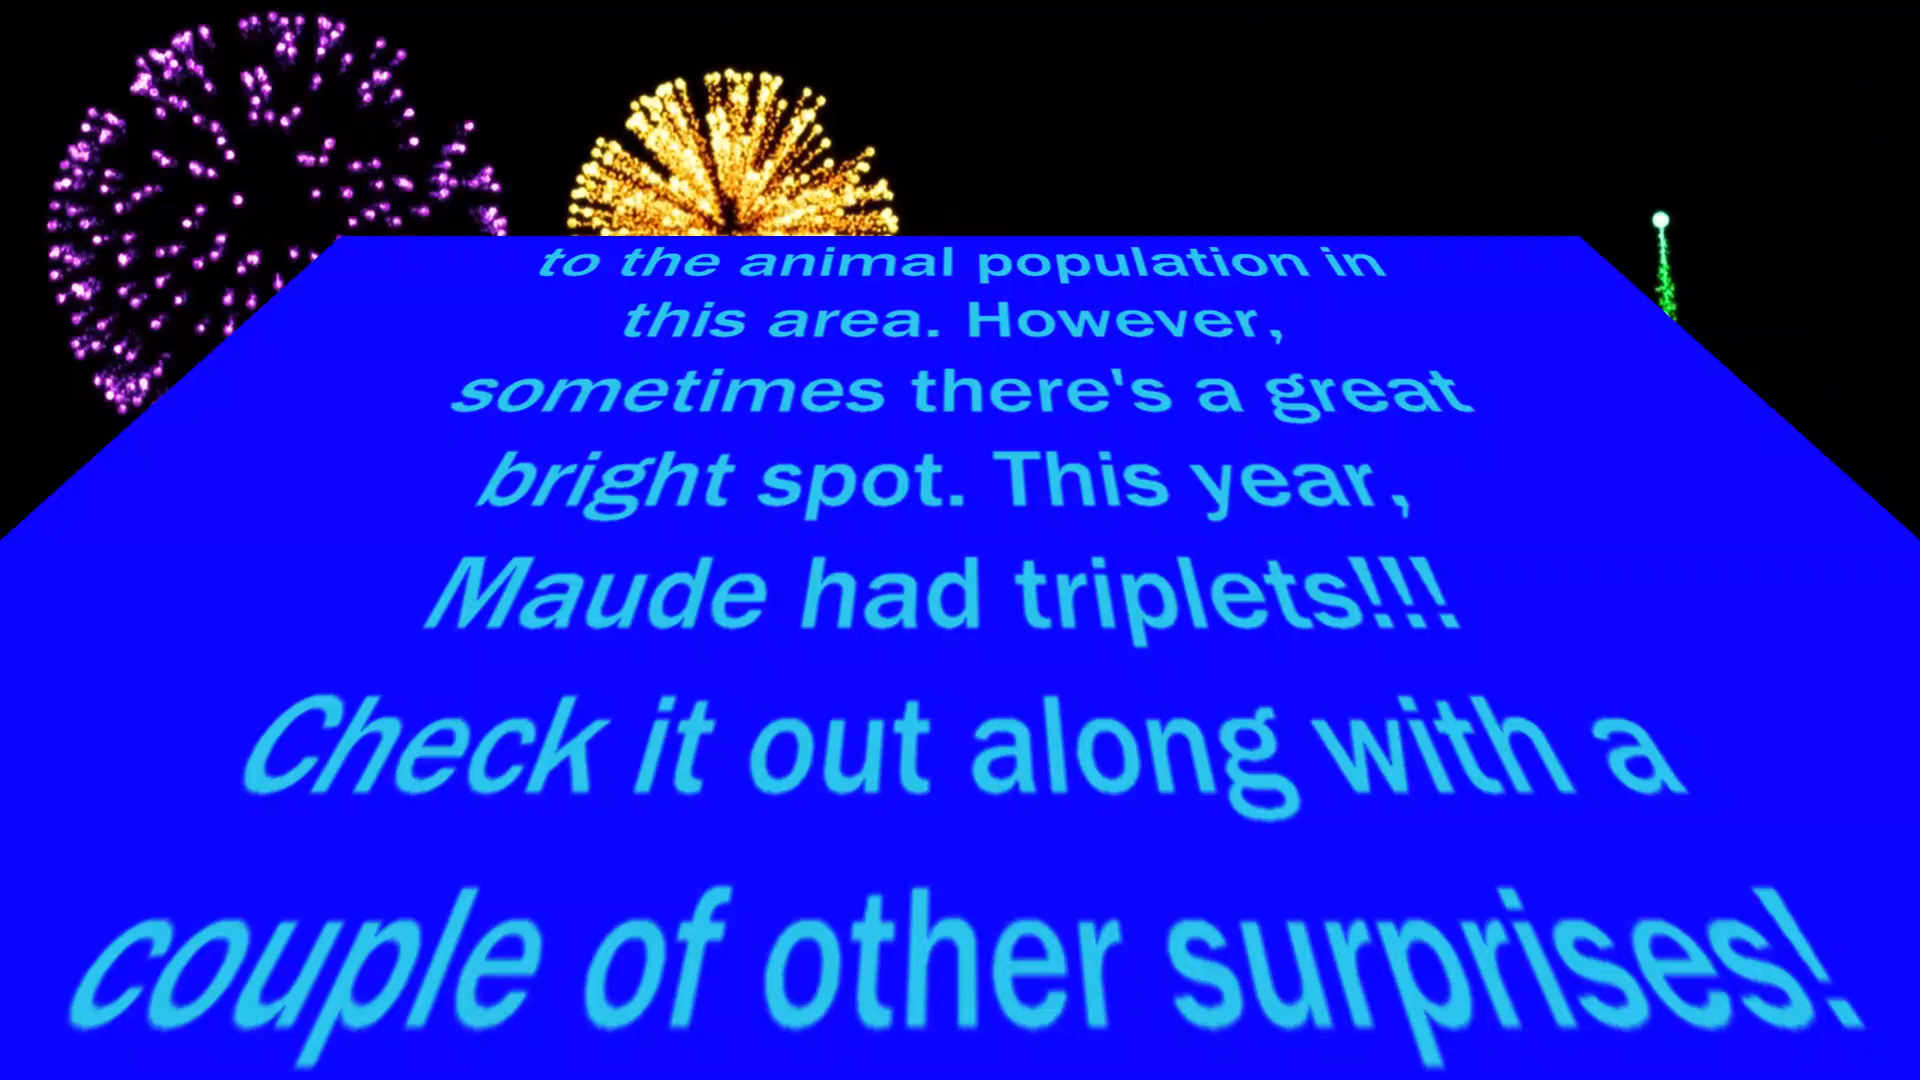 to the animal population in
this area. However,
sometimes there's a great
bright spot. This year,
Maude had triplets!!!
Check it out along with a
couple of other surprises!